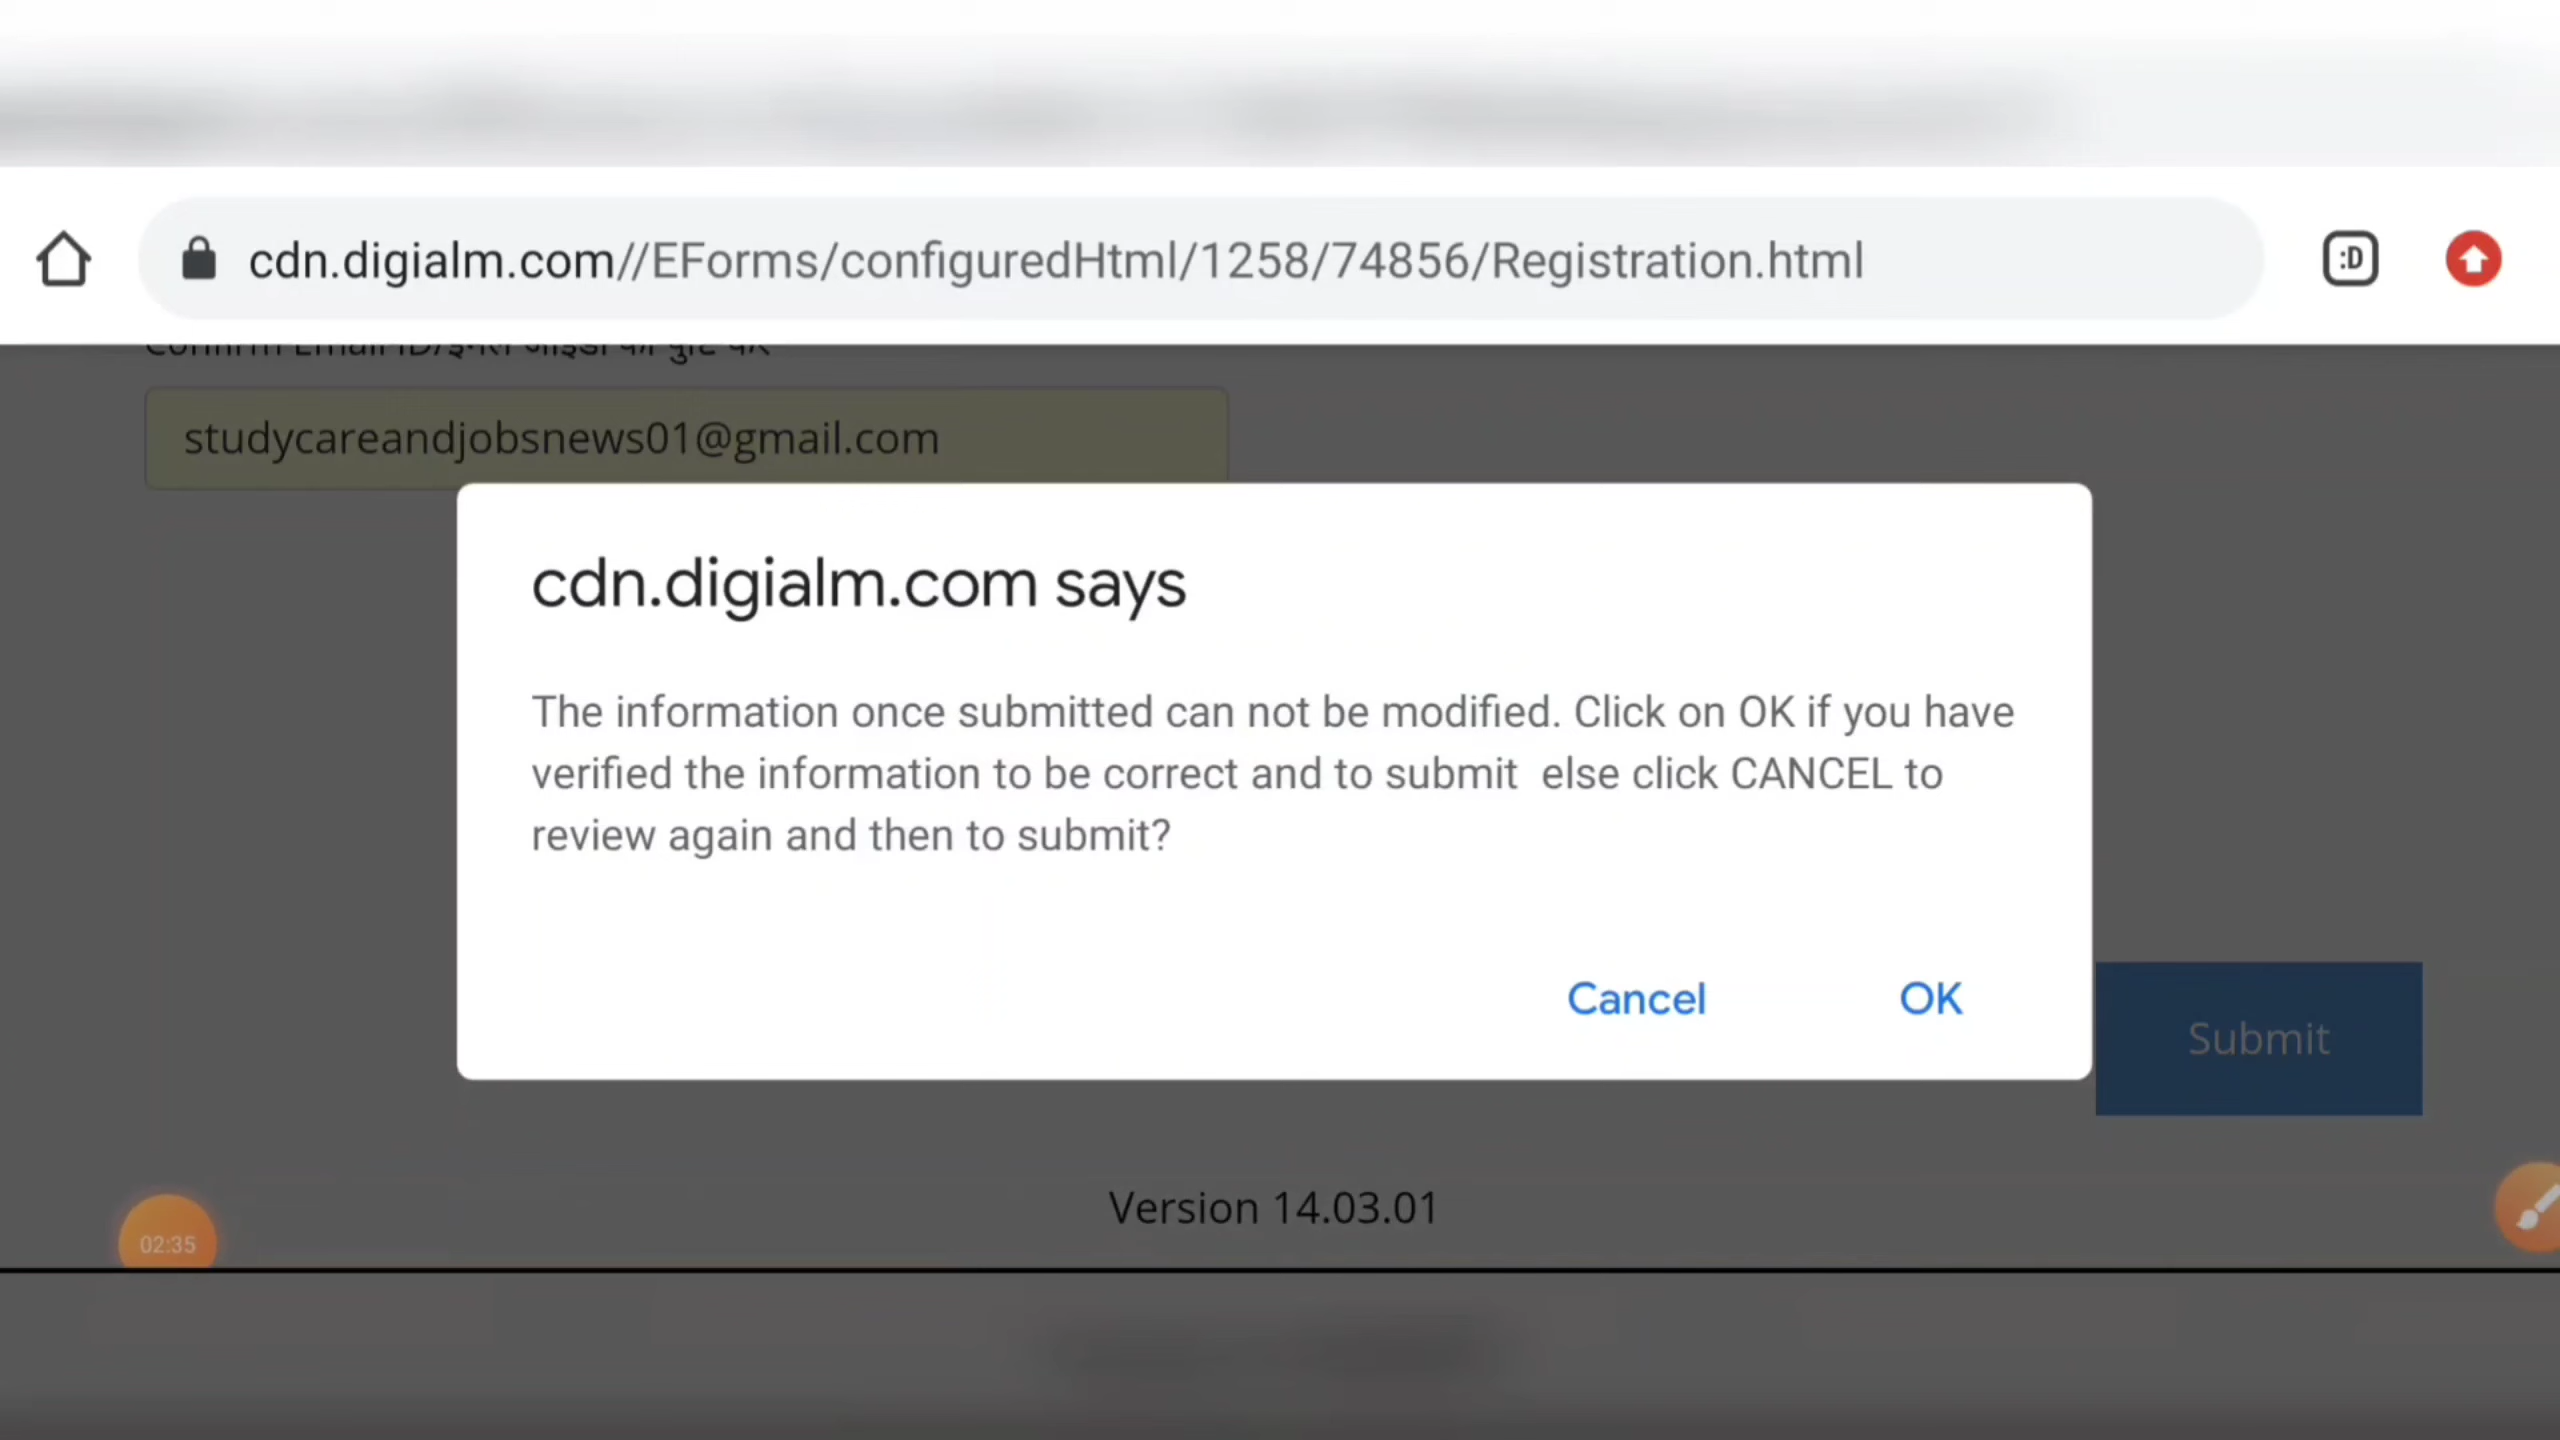 cdn.digialm.com//EForms/configuredHtml/1258/74856/Registration.html
:D
Confirm Email ID/
studycareandjobsnews01@gmail.com
cdn.digialm.com says
The information once submitted can not be modified. Click on OK if you have
verified the information to be correct and to submit  else click CANCEL to
review again and then to submit?
Cancel
OK
Submit
Version 14.03.01
02:35